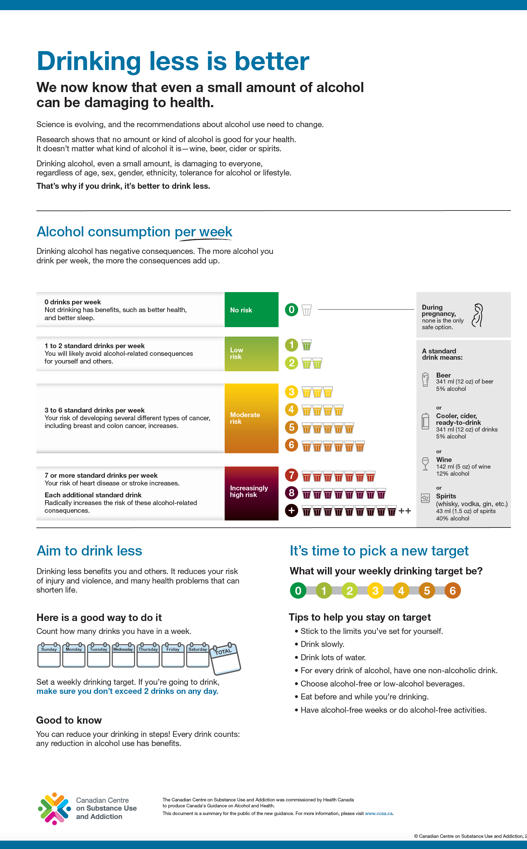 Drinking less is better
We now know that even a small amount of alcohol
can be damaging to health.
Science is evolving, and the recommendations about alcohol use need to change.
Research shows that no amount or kind of alcohol is good for your health.
It doesn't matter what kind of alcohol it is—wine, beer, cider or spirits.
Drinking alcohol, even a small amount, is damaging to everyone,
regardless of age, sex, gender, ethnicity, tolerance for alcohol or lifestyle.
That's why if you drink, it's better to drink less.
Alcohol consumption per week
Drinking alcohol has negative consequences. The more alcohol you
drink per week, the more the consequences add up.
0 drinks per week
Not drinking has benefits, such as better health,
and better sleep.
No risk
0
During
pregnancy,
none is the only
safe option.
1 to 2 standard drinks per week
You will likely avoid alcohol-related consequences
for yourself and others.
Low
risk
1
2
3 to 6 standard drinks per week
Your risk of developing several different types of cancer,
including breast and colon cancer, increases.
Moderate
risk
3
4
5
6
7 or more standard drinks per week
Your risk of heart disease or stroke increases.
Each additional standard drink
Radically increases the risk of these alcohol-related
consequences.
Increasingly
high risk
7
8
+
++
A standard
drink means:
Beer
341 ml (12 oz) of beer
5% alcohol
or
Cooler, cider,
ready-to-drink
341 ml (12 oz) of drinks
5% alcohol
or
Wine
142 ml (5 oz) of wine
12% alcohol
or
Spirits
(whisky, vodka, gin, etc.)
43 ml (1.5 oz) of spirits
40% alcohol
Aim to drink less
Drinking less benefits you and others. It reduces your risk
of injury and violence, and many health problems that can
shorten life.
Here is a good way to do it
Count how many drinks you have in a week.
Sunday
Monday
Tuesday
Wednesday
Thursday
Friday
Saturday
TOTAL
Set a weekly drinking target. If you're going to drink,
make sure you don't exceed 2 drinks on any day.
Good to know
You can reduce your drinking in steps! Every drink counts:
any reduction in alcohol use has benefits.
It's time to pick a new target
What will your weekly drinking target be?
0 1 2 3 4 5 6
Tips to help you stay on target
• Stick to the limits you've set for yourself.
• Drink slowly.
• Drink lots of water.
• For every drink of alcohol, have one non-alcoholic drink.
• Choose alcohol-free or low-alcohol beverages.
• Eat before and while you're drinking.
• Have alcohol-free weeks or do alcohol-free activities.
Canadian Centre
on Substance Use
and Addiction
The Canadian Centre on Substance Use and Addiction was commissioned by Health Canada
to produce Canada's Guidance on Alcohol and Health.
This document is a summary for the public of the new guidance. For more information, please visit www.ccsa.ca.
© Canadian Centre on Substance Use and Addiction,